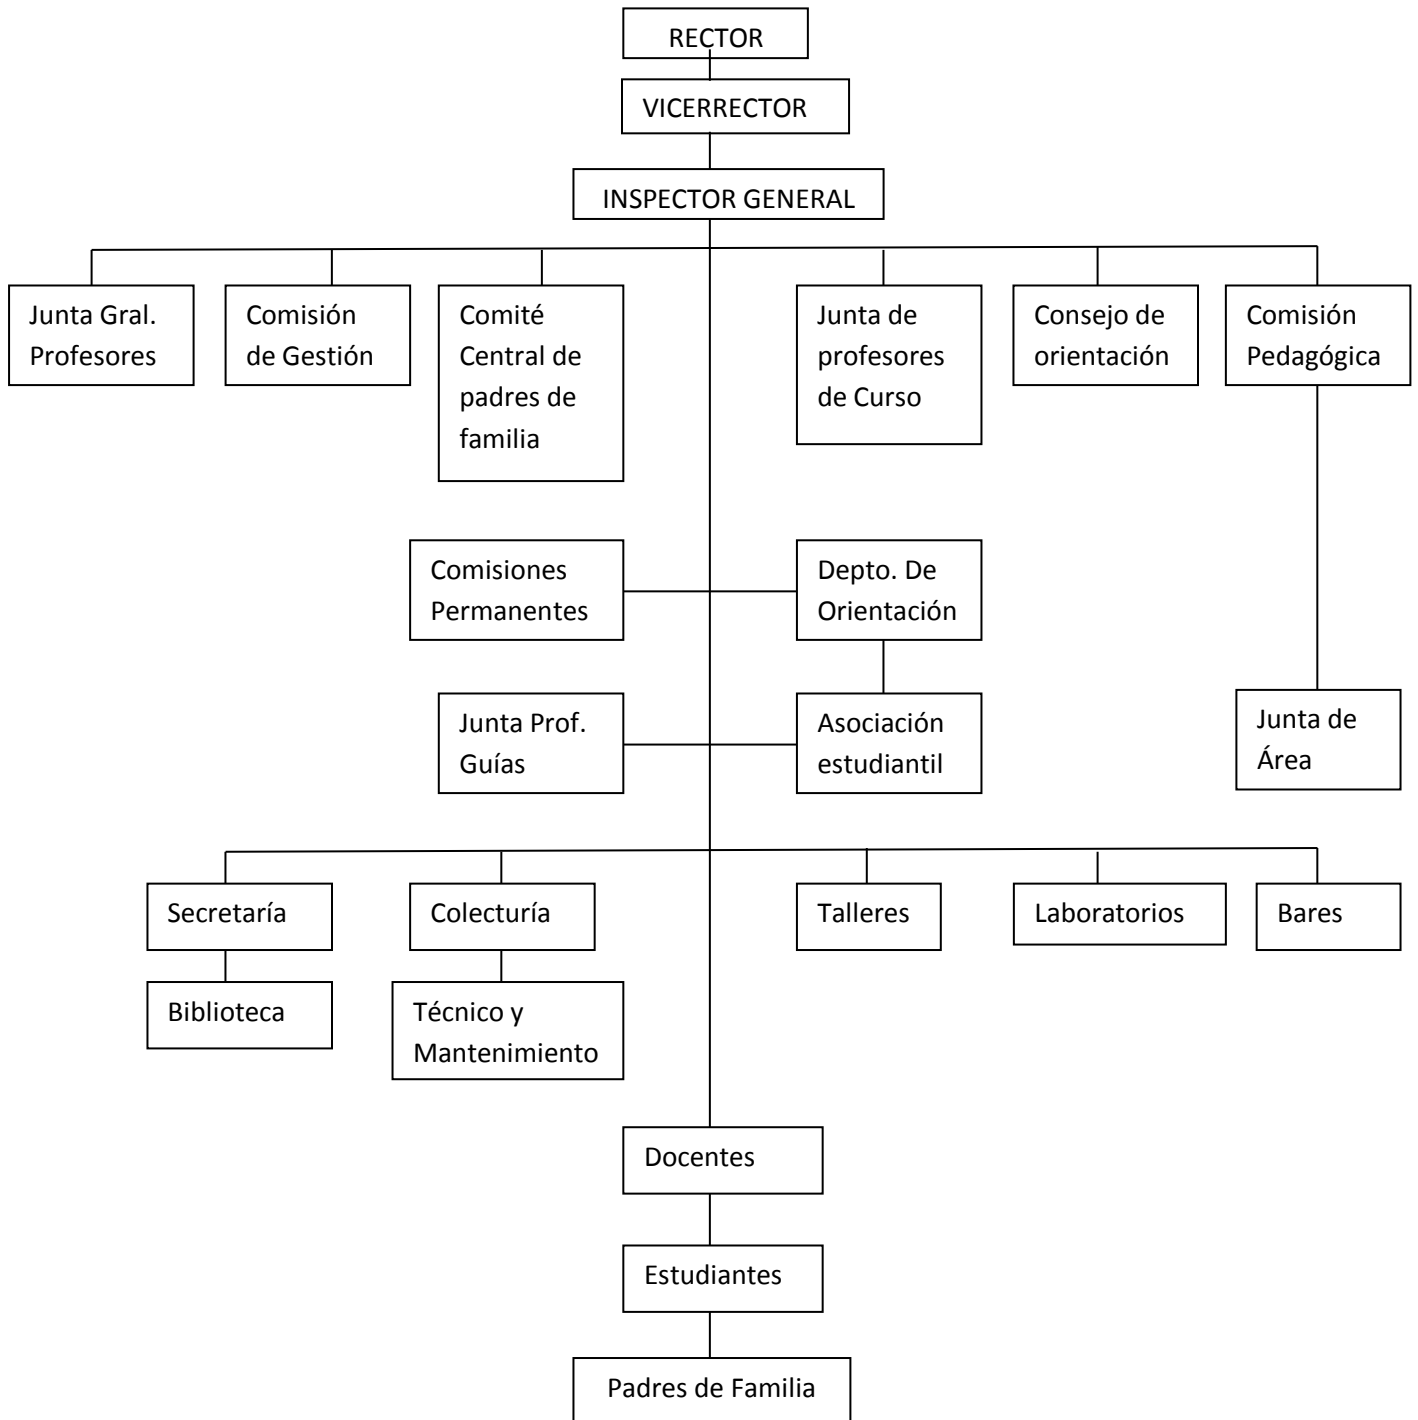 RECTOR
VICERRECTOR
INSPECTOR GENERAL
Junta Gral.
Profesores
Comisión
de Gestión
Comité
Central de
padres de
familia
Junta de
profesores
de Curso
Consejo de
orientación
Comisión
Pedagógica
Comisiones
Permanentes
Depto. De
Orientación
Junta Prof.
Guías
Asociación
estudiantil
Junta de
Área
Secretaría
Colecturía
Talleres
Laboratorios
Bares
Biblioteca
Técnico y
Mantenimiento
Docentes
Estudiantes
Padres de Familia